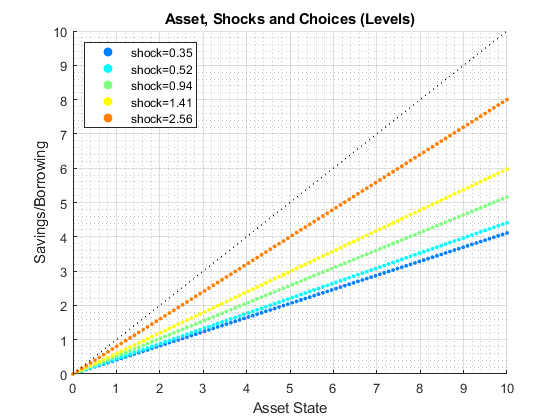 Asset, Shocks and Choices (Levels)
10
9
8
7
6
5
4
3
2
1
0
Savings/Borrowing
shock=0.35
shock=0.52
shock=0.94
shock=1.41
shock=2.56
0 1 2 3 4 5 6 7 8 9 10
Asset State